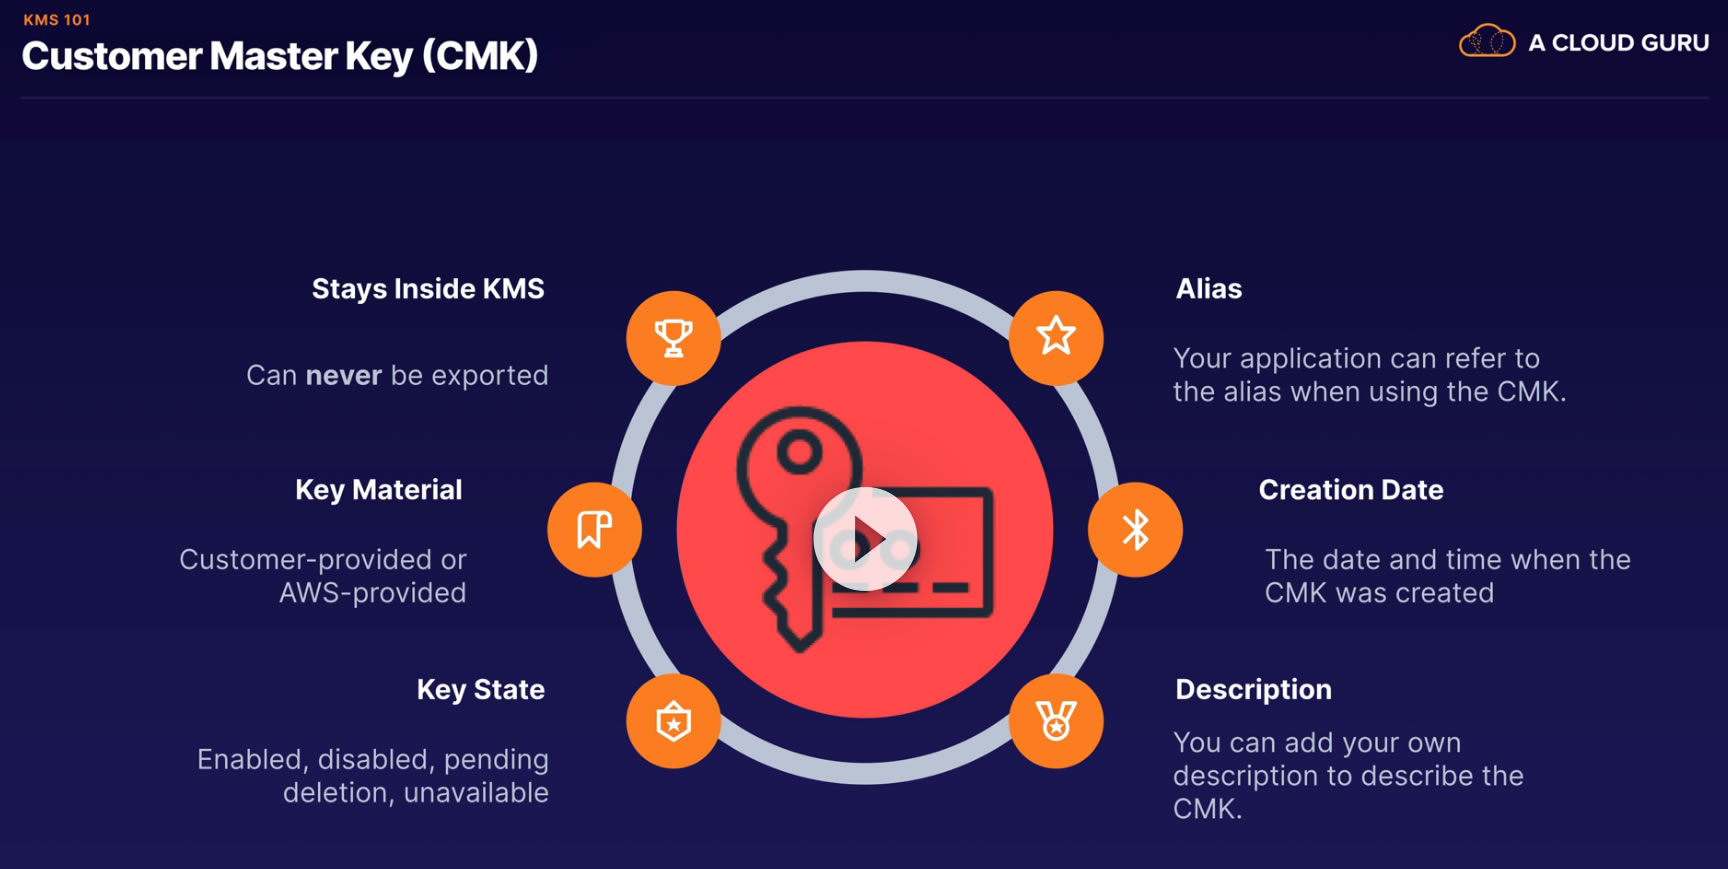 KMS 101
Customer Master Key (CMK)
A CLOUD GURU
Stays Inside KMS
Can never be exported
Key Material
Customer-provided or
AWS-provided
Key State
Enabled, disabled, pending
deletion, unavailable
Alias
Your application can refer to
the alias when using the CMK.
Creation Date
The date and time when the
CMK was created
Description
You can add your own
description to describe the
CMK.